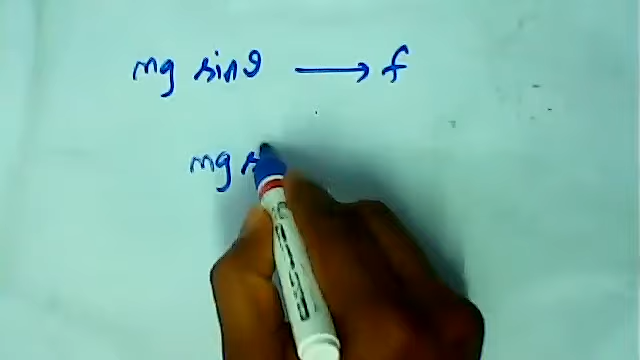 mg sinθ ⟶ f
mg s